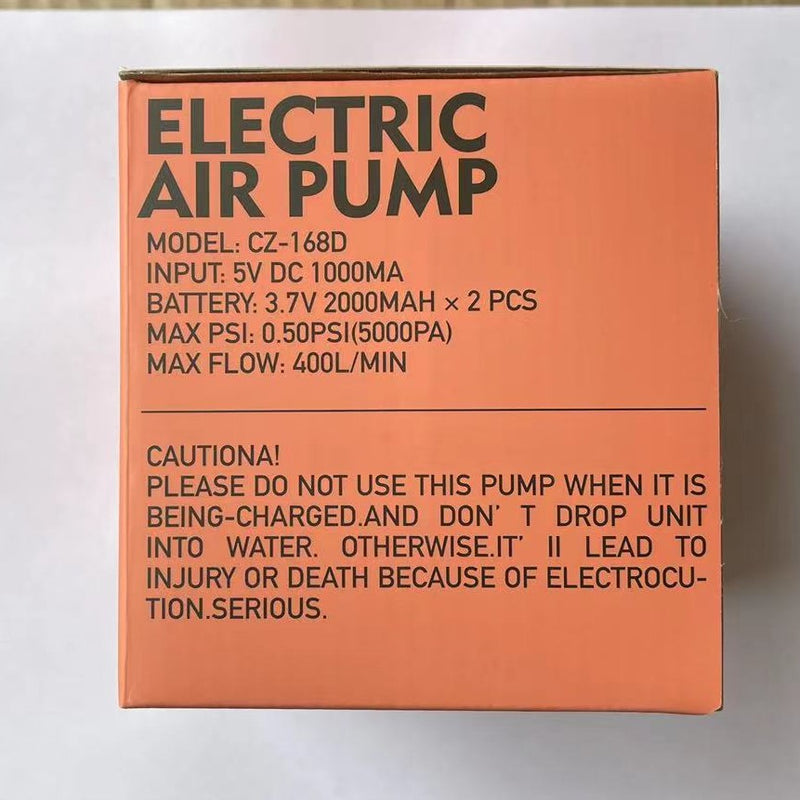 ELECTRIC
AIR PUMP
MODEL: CZ-168D
INPUT: 5V DC 1000MA
BATTERY: 3.7V 2000MAH × 2 PCS
MAX PSI: 0.50PSI(5000PA)
MAX FLOW: 400L/MIN
CAUTIONA!
PLEASE DO NOT USE THIS PUMP WHEN IT IS
BEING-CHARGED.AND DON' T DROP UNIT
INTO WATER. OTHERWISE.IT' II LEAD TO
INJURY OR DEATH BECAUSE OF ELECTROCU-
TION.SERIOUS.